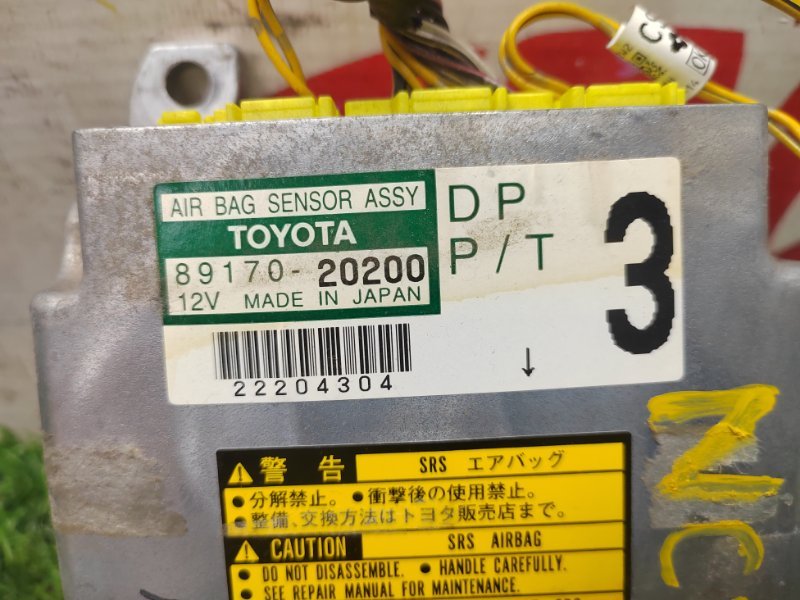 AIR BAG SENSOR ASSY
TOYOTA
89170-20200
12V MADE IN JAPAN
DP
P/T
3
↓
22204304
警告 SRS エアバッグ
●分解禁止。 ●衝撃後の使用禁止。
●整備、交換方法はトヨタ販売店まで。
CAUTION SRS AIRBAG
● DO NOT DISASSEMBLE. ● HANDLE CAREFULLY.
● SEE REPAIR MANUAL FOR MAINTENANCE.
NC
OK